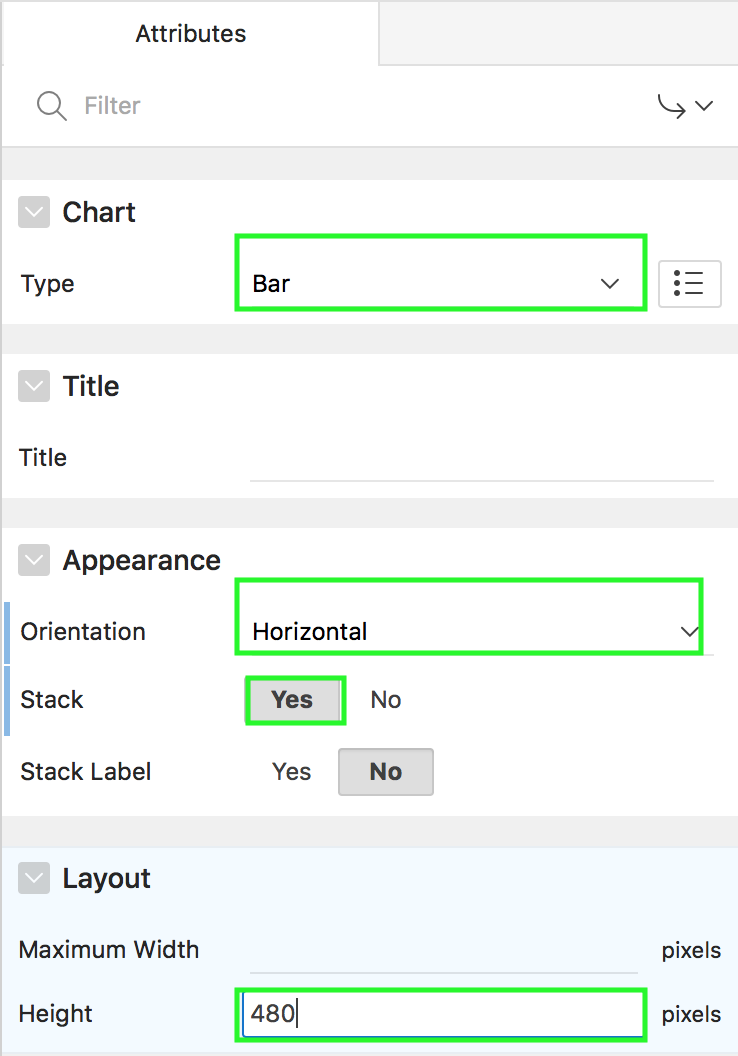 Attributes
Filter
Chart
Type Bar
Title
Title
Appearance
Orientation Horizontal
Stack Yes No
Stack Label Yes No
Layout
Maximum Width pixels
Height 480 pixels